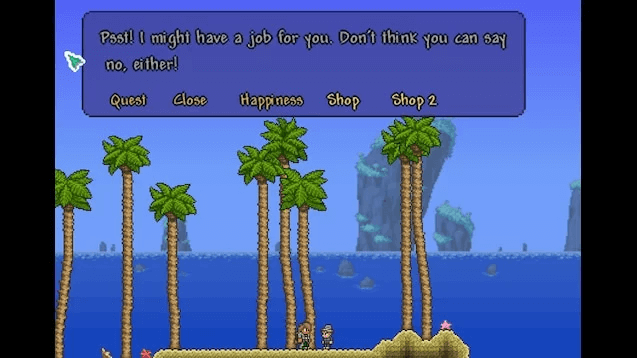 Psst! I might have a job for you. Don't think you can say
no, either!
Quest Close Happiness Shop Shop 2